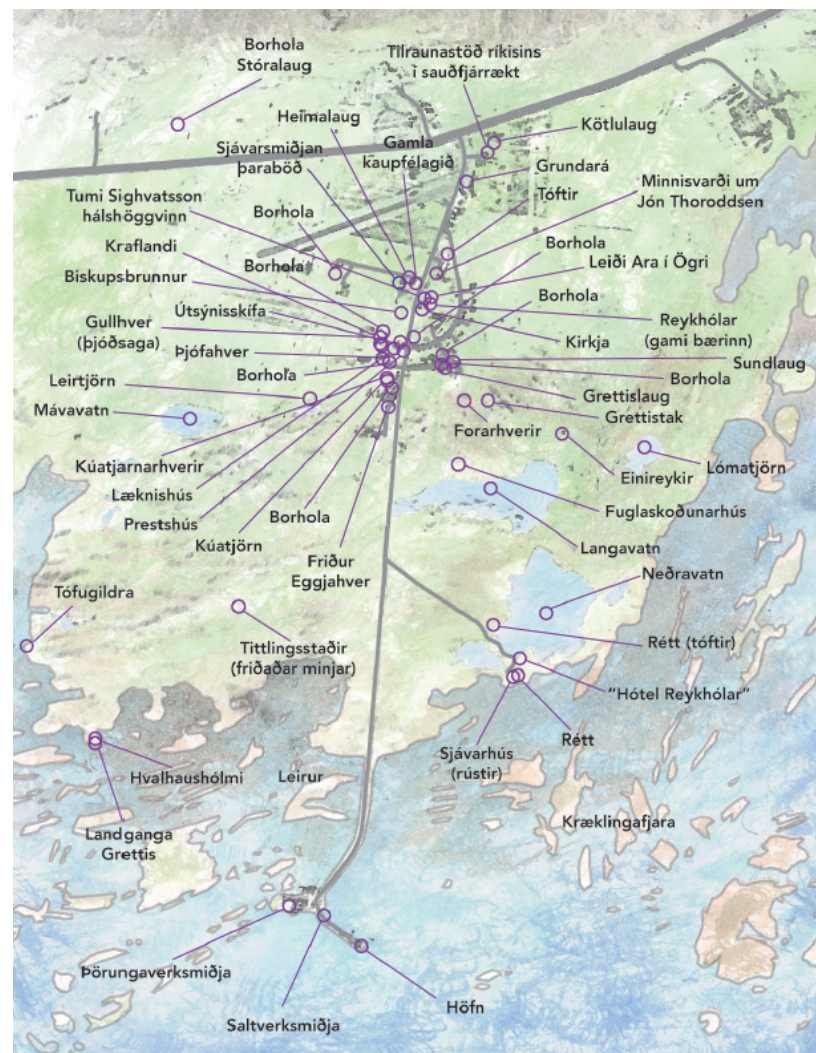 Borhola
Stóralaug
Tilraunastöð ríkisins
í sauðfjárrækt
Heimalaug
Kötlulaug
Sjávarsmiðjan
þaraböð
Gamla
kaupfélagið
Grundará
Tóftir
Minnisvarði um
Jón Thoroddsen
Tumi Sighvatsson
hálshöggvinn
Borhola
Borhola
Leiði Ara í Ögri
Kraflandi
Borhola
Biskupsbrunnur
Borhola
Útsýnisskífa
Reykhólar
(gami bærinn)
Gullhver
(þjóðsaga)
Kirkja
Þjófahver
Sundlaug
Borhola
Borhola
Leirtjörn
Grettislaug
Mávavatn
Grettistak
Forarhverir
Kúatjarnarhverir
Lómatjörn
Einireykir
Læknishús
Fuglaskoðunarhús
Prestshús
Borhola
Kúatjörn
Langavatn
Friður
Eggjahver
Neðravatn
Tófugildra
Tittlingsstaðir
(friðaðar minjar)
Rétt (tóftir)
"Hótel Reykhólar"
Rétt
Sjávarhús
(rústir)
Hvalhaushólmi
Leirur
Landganga
Grettis
Kræklingafjara
Þörungaverksmiðja
Höfn
Saltverksmiðja